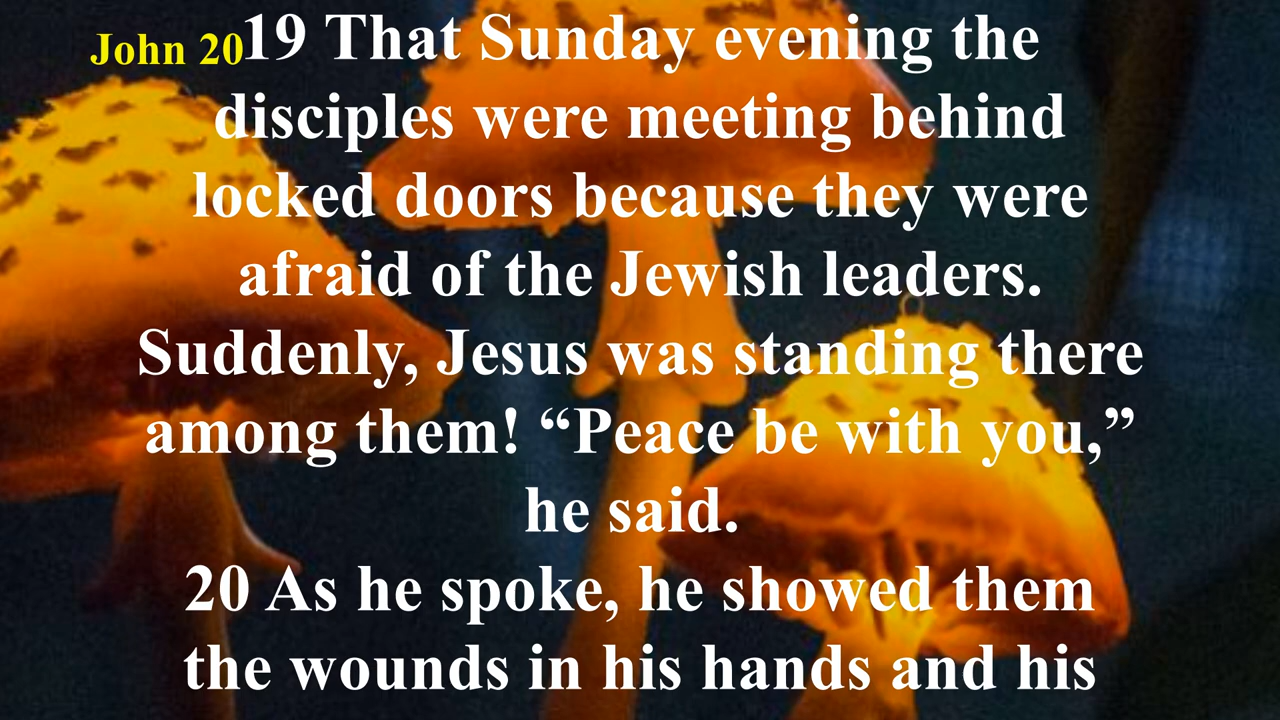 John 20
19 That Sunday evening the
disciples were meeting behind
locked doors because they were
afraid of the Jewish leaders.
Suddenly, Jesus was standing there
among them! “Peace be with you,”
he said.
20 As he spoke, he showed them
the wounds in his hands and his